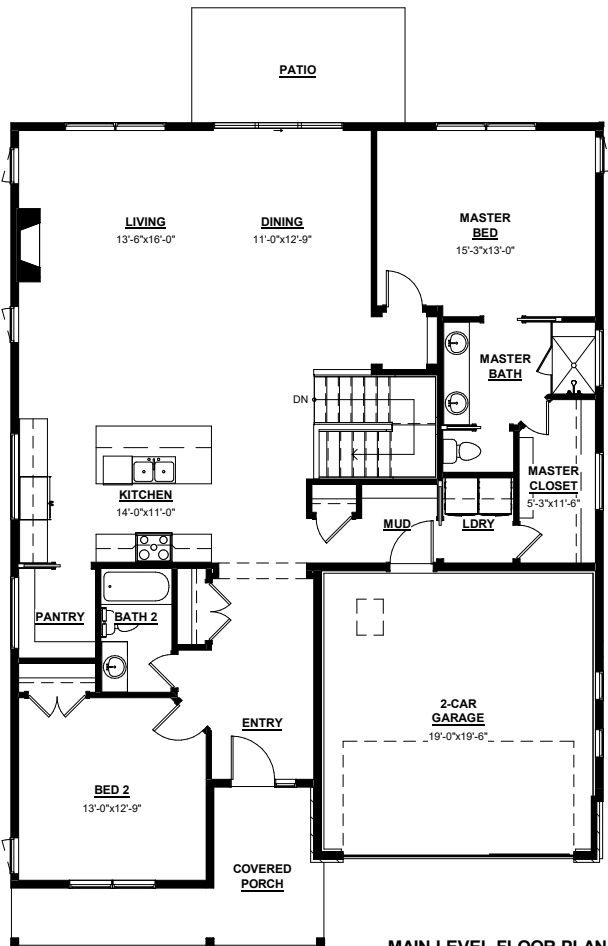 PATIO
LIVING
13'-6"x16'-0"
DINING
11'-0"x12'-9"
MASTER
BED
15'-3"x13'-0"
MASTER
BATH
DN
KITCHEN
14'-0"x11'-0"
MASTER
CLOSET
5'-3"x11'-6"
MUD
LDRY
PANTRY
BATH 2
ENTRY
2-CAR
GARAGE
19'-0"x19'-6"
BED 2
13'-0"x12'-9"
COVERED
PORCH
MAIN LEVEL FLOOR PLAN